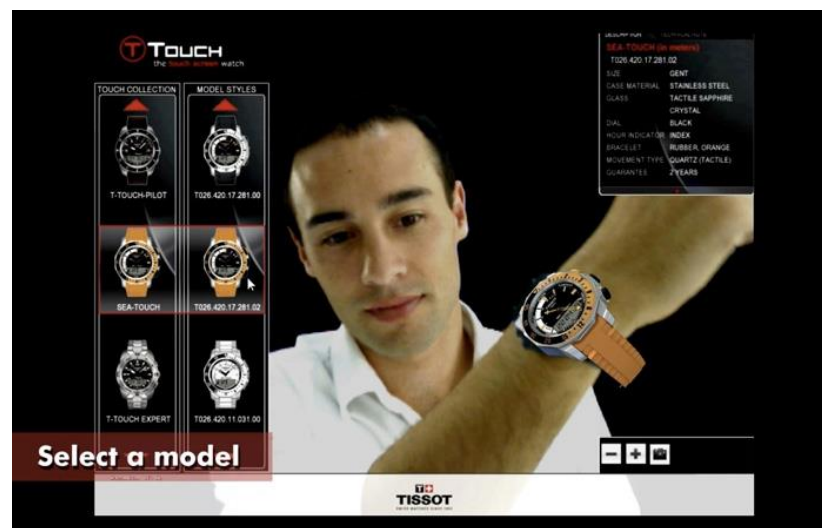 T TOUCH
the touch screen watch
TOUCH COLLECTION
MODEL STYLES
T-TOUCH-PILOT
T026.420.17.281.00
SEA-TOUCH
T026.420.17.281.02
T-TOUCH EXPERT
T026.420.11.031.00
Select a model
DESCRIPTION
SEA-TOUCH (in meters)
T026.420.17.281.02
SIZE GENT
CASE MATERIAL STAINLESS STEEL
GLASS TACTILE SAPPHIRE
CRYSTAL
DIAL BLACK
HOUR INDICATOR INDEX
BRACELET RUBBER, ORANGE
MOVEMENT TYPE QUARTZ (TACTILE)
GUARANTEE 2 YEARS
T+
TISSOT